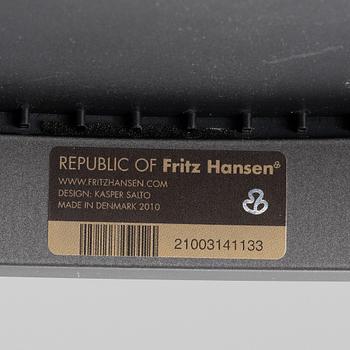 REPUBLIC OF Fritz Hansen
WWW.FRITZHANSEN.COM
DESIGN: KASPER SALTO
MADE IN DENMARK 2010
21003141133